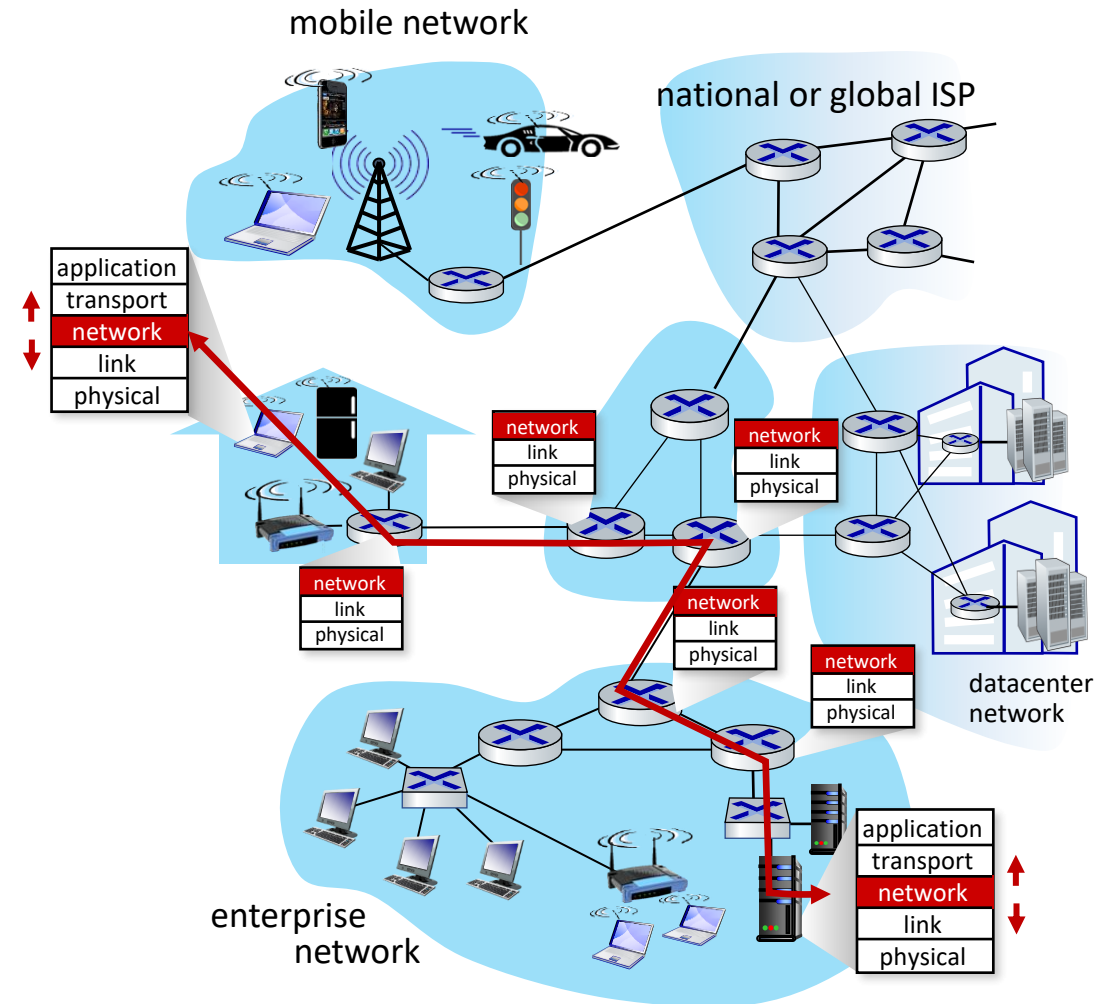 mobile network
national or global ISP
application
transport
network
link
physical
network
link
physical
network
link
physical
network
link
physical
network
link
physical
network
link
physical
datacenter
network
application
transport
network
link
physical
enterprise
network